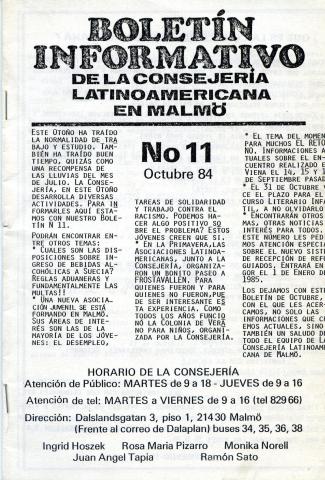 BOLETÍN
INFORMATIVO
DE LA CONSEJERÍA
LATINOAMERICANA
EN MALMÖ
ESTE ÚTOÑO HA TRAÍDO
LA NORMALIDAD DE TRA
BAJO Y ESTUDIO. TAM-
BIÉN HA TRAÍDO BUEN
TIEMPO, QUIZÁS COMO
UNA RECOMPENSA DE
LAS LLUVIAS DEL MES
DE JULIO. LA CONSE-
JERÍA, EN ESTE OTOÑO
DESARROLLA DIVERSAS
ACTIVIDADES. PARA IN
FORMARLES AQUÍ ESTA-
MOS CON NUESTRO BOLE-
TÍN N 11.
PODRÁN ENCONTRAR EN-
TRE OTROS TEMAS:
* CUÁLES SON LAS DIS-
POSICIONES SOBRE IN-
GRESO DE BEBIDAS AL-
COHÓLICAS A SUECIA?
REGLAS ADUANERAS Y
FUNDAMENTALMENTE LAS
MULTAS!!
* UNA NUEVA ASOCIA-
CIÓN JUVENIL SE ESTÁ
FORMANDO EN MALMÖ.
SUS ÁREAS DE INTE-
RÉS SON LAS DE LA
MAYORÍA DE LOS JÓVE-
NES: EL DESEMPLEO,
No 11
Octubre 84
TAREAS DE SOLIDARIDAD
Y TRABAJO CONTRA EL
RACISMO. PODEMOS HA-
CER ALGO POSITIVO SO
BRE EL PROBLEMA? ESTOS
JÓVENES CREEN QUE SI.
* EN LA PRIMAVERA, LAS
ASOCIACIONES LATINOA-
MERICANAS, JUNTO A LA
CONSEJERÍA, ORGANIZA-
RON UN BONITO PASEO A
FROSTAVALLEN. PARA
QUIENES FUERON Y PARA
QUIENES NO FUERON, PUE
DE SER INTERESANTE ES
TA EXPERIENCIA. COMO
TODOS LOS AÑOS FUNCIO
NÓ LA COLONIA DE VERA
NO PARA NIÑOS, ORGANI-
ZADA POR LA CONSEJERÍA.
* EL TEMA DEL MOMEN
PARA MUCHOS EL RETO
NO. INFORMACIONES A
TUALES SOBRE EL EN-
CUENTRO REALIZADO E
VIENA EL 14, 15 Y 1
DE SEPTIEMBRE PASAD
* EL 31 DE OCTUBRE V
CE EL PLAZO PARA EL
CURSO LITERARIO INFA
TIL, A NO OLVIDARLO
* ENCONTRARÁN OTROS
MAS, OTRAS NOTICIAS
INTERÉS PARA TODOS.
ESTE NÚMERO LES PEDI
MOS ATENCIÓN ESPECIA
SOBRE EL NUEVO SISTE
DE RECEPCIÓN DE REFU
GIADOS. ENTRARÁ EN
GOR EL 1 ENERO DE
1985.
LOS DEJAMOS CON ESTE
BOLETÍN DE OCTUBRE,
CON EL QUE LES ACER-
CAMOS, NO SOLO LAS
INFORMACIONES QUE CR
EMOS ACTUALES, SINO
TAMBIÉN UN SALUDO DE
TODO EL EQUIPO DE LA
CONSEJERÍA LATINOAME
CANA DE MALMÖ.
HORARIO DE LA CONSEJERÍA
Atención de Público: MARTES de 9 a 18 - JUEVES de 9 a 16
Atención de tel: MARTES A VIERNES de 9 a 16 (tel 829 66)
Dirección: Dalslandsgatan 3, piso 1, 214 30 Malmö
(Frente al correo de Dalaplan) buses 34, 35, 36, 38
Ingrid Hoszek Rosa Maria Pizarro Monika Norell
Juan Angel Tapia Ramón Sato